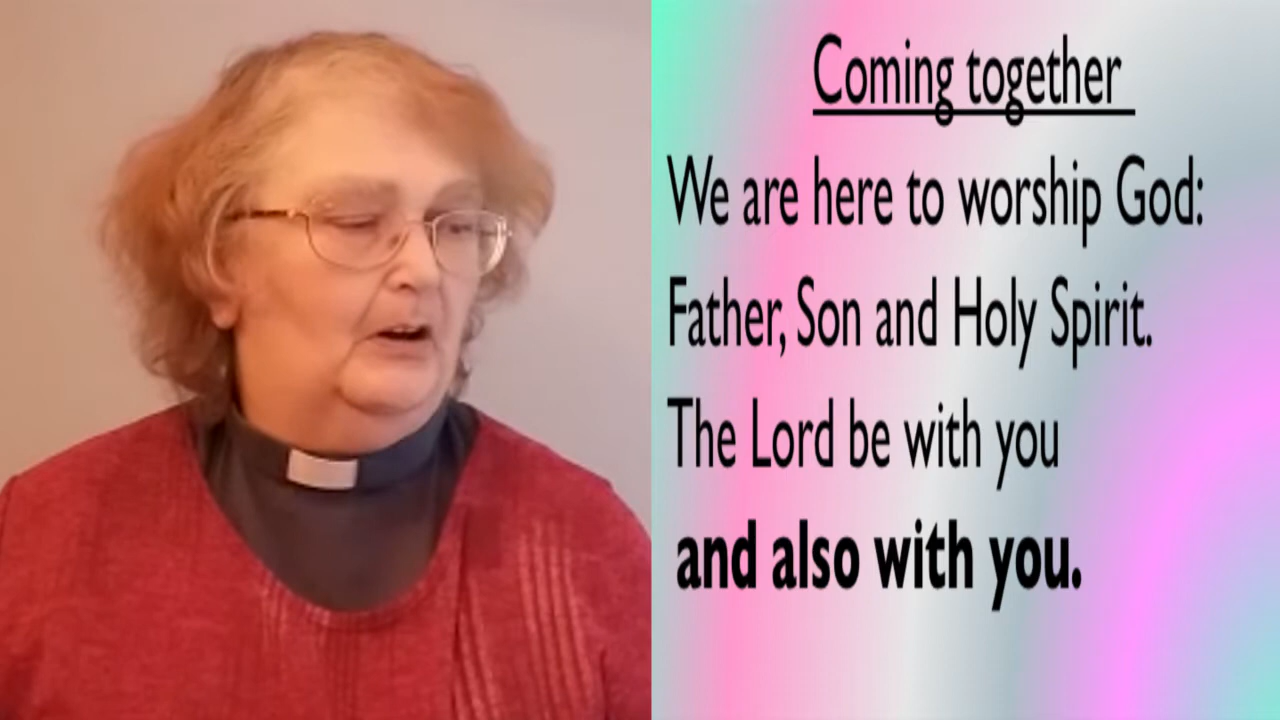 Coming together
We are here to worship God:
Father, Son and Holy Spirit.
The Lord be with you
and also with you.